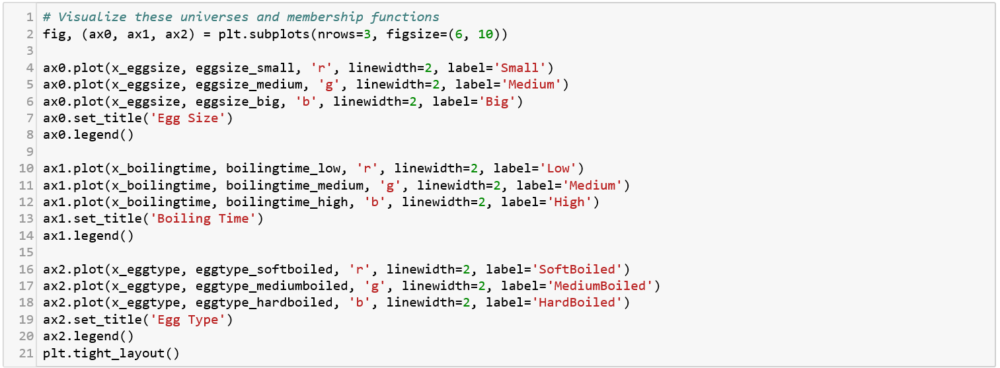 1 # Visualize these universes and membership functions
2 fig, (ax0, ax1, ax2) = plt.subplots(nrows=3, figsize=(6, 10))
3
4 ax0.plot(x_eggsize, eggsize_small, 'r', linewidth=2, label='Small')
5 ax0.plot(x_eggsize, eggsize_medium, 'g', linewidth=2, label='Medium')
6 ax0.plot(x_eggsize, eggsize_big, 'b', linewidth=2, label='Big')
7 ax0.set_title('Egg Size')
8 ax0.legend()
9
10 ax1.plot(x_boilingtime, boilingtime_low, 'r', linewidth=2, label='Low')
11 ax1.plot(x_boilingtime, boilingtime_medium, 'g', linewidth=2, label='Medium')
12 ax1.plot(x_boilingtime, boilingtime_high, 'b', linewidth=2, label='High')
13 ax1.set_title('Boiling Time')
14 ax1.legend()
15
16 ax2.plot(x_eggtype, eggtype_softboiled, 'r', linewidth=2, label='SoftBoiled')
17 ax2.plot(x_eggtype, eggtype_mediumboiled, 'g', linewidth=2, label='MediumBoiled')
18 ax2.plot(x_eggtype, eggtype_hardboiled, 'b', linewidth=2, label='HardBoiled')
19 ax2.set_title('Egg Type')
20 ax2.legend()
21 plt.tight_layout()